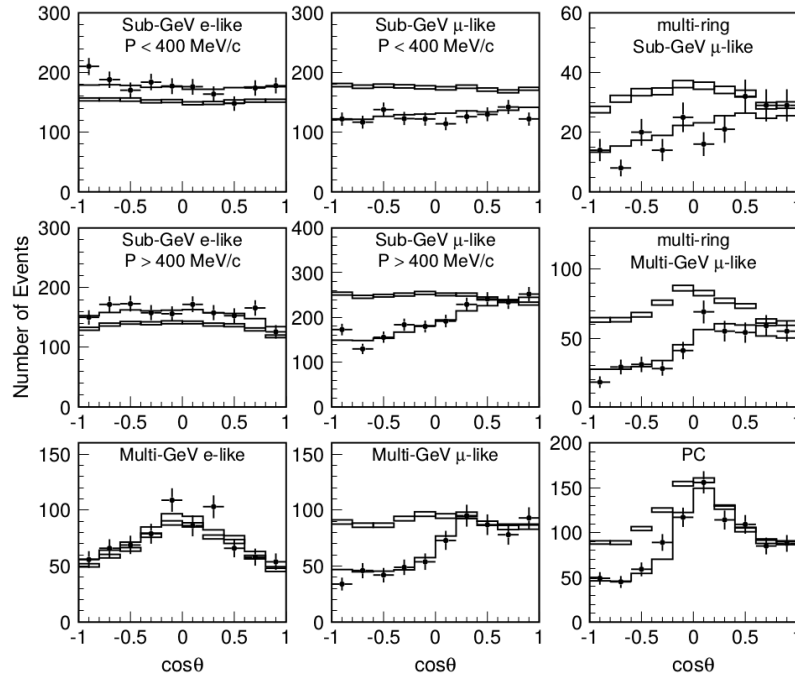 Number of Events
Sub-GeV e-like
P < 400 MeV/c
300
200
100
0
-1 -0.5 0 0.5 1
Sub-GeV μ-like
P < 400 MeV/c
300
200
100
0
-1 -0.5 0 0.5 1
multi-ring
Sub-GeV μ-like
60
40
20
0
-1 -0.5 0 0.5 1
Sub-GeV e-like
P > 400 MeV/c
300
200
100
0
-1 -0.5 0 0.5 1
Sub-GeV μ-like
P > 400 MeV/c
400
300
200
100
0
-1 -0.5 0 0.5 1
multi-ring
Multi-GeV μ-like
100
50
0
-1 -0.5 0 0.5 1
Multi-GeV e-like
150
100
50
0
-1 -0.5 0 0.5 1
cosθ
Multi-GeV μ-like
150
100
50
0
-1 -0.5 0 0.5 1
cosθ
PC
200
150
100
50
0
-1 -0.5 0 0.5 1
cosθ